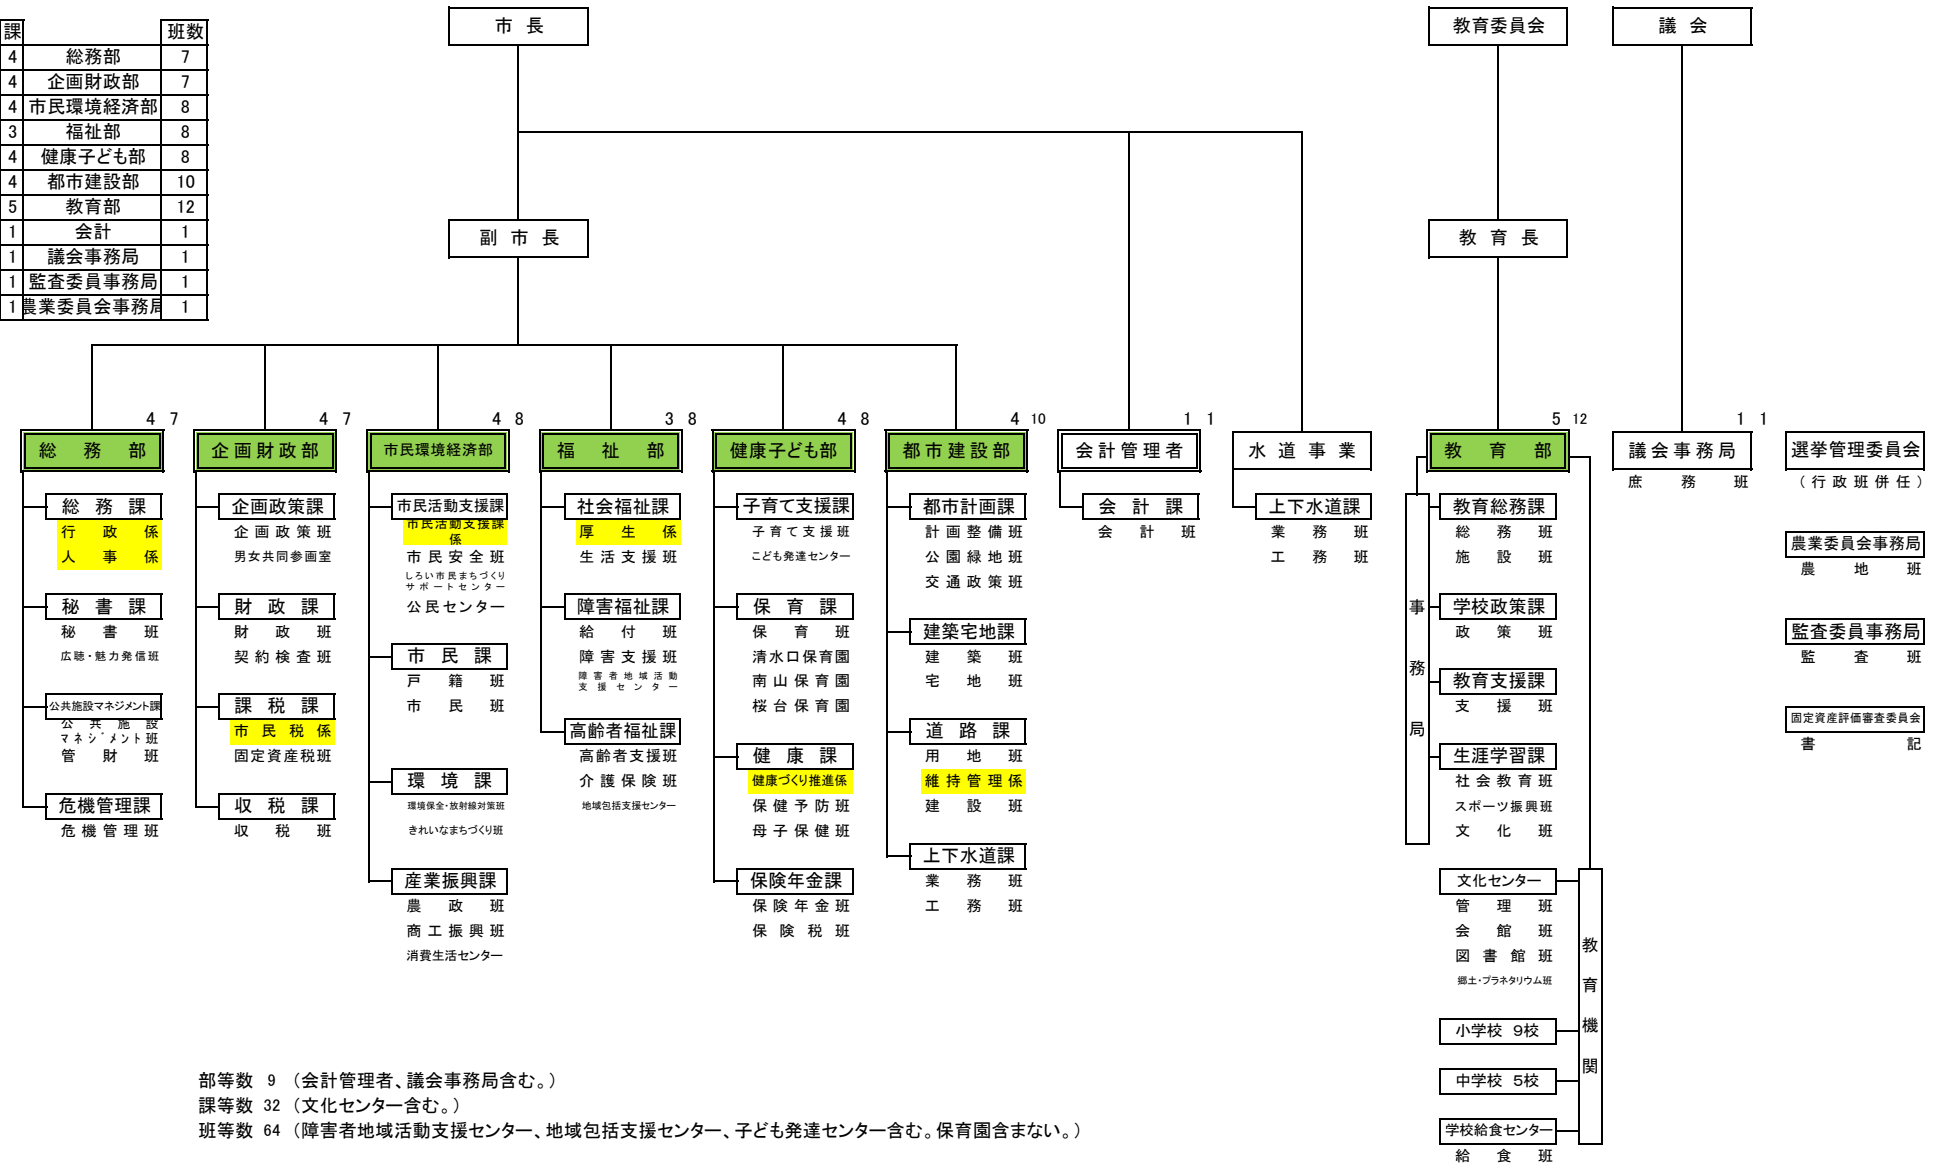 課 班数
4 総務部 7
4 企画財政部 7
4 市民環境経済部 8
3 福祉部 8
4 健康子ども部 8
4 都市建設部 10
5 教育部 12
1 会計 1
1 議会事務局 1
1 監査委員事務局 1
1 農業委員会事務局 1
市長
副市長
教育委員会
教育長
議会
4 7
総務部
総務課
行政係
人事係
秘書課
秘書班
広聴・魅力発信班
公共施設マネジメント課
公共施設
マネジメント班
管財班
危機管理課
危機管理班
4 7
企画財政部
企画政策課
企画政策班
男女共同参画室
財政課
財政班
契約検査班
課税課
市民税係
固定資産税班
収税課
収税班
4 8
市民環境経済部
市民活動支援課
市民活動支援課
係
市民安全班
しろい市民まちづくり
サポートセンター
公民センター
市民課
戸籍班
市民班
環境課
環境保全・放射線対策班
きれいなまちづくり班
産業振興課
農政班
商工振興班
消費生活センター
3 8
福祉部
社会福祉課
厚生係
生活支援班
障害福祉課
給付班
障害支援班
障害者地域活動
支援センター
高齢者福祉課
高齢者支援班
介護保険班
地域包括支援センター
4 8
健康子ども部
子育て支援課
子育て支援班
こども発達センター
保育課
保育班
清水口保育園
南山保育園
桜台保育園
健康課
健康づくり推進係
保健予防班
母子保健班
保険年金課
保険年金班
保険税班
4 10
都市建設部
都市計画課
計画整備班
公園緑地班
交通政策班
建築宅地課
建築班
宅地班
道路課
用地班
維持管理係
建設班
上下水道課
業務班
工務班
1 1
会計管理者
会計課
会計班
水道事業
上下水道課
業務班
工務班
5 12
教育部
事務局
教育総務課
総務班
施設班
学校政策課
政策班
教育支援課
支援班
生涯学習課
社会教育班
スポーツ振興班
文化班
教育機関
文化センター
管理班
会館班
図書館班
郷土・プラネタリウム班
小学校 9校
中学校 5校
学校給食センター
給食班
1 1
議会事務局
庶務班
選挙管理委員会
(行政班併任)
農業委員会事務局
農地班
監査委員事務局
監査班
固定資産評価審査委員会
書記
部等数 9 (会計管理者、議会事務局含む。)
課等数 32 (文化センター含む。)
班等数 64 (障害者地域活動支援センター、地域包括支援センター、子ども発達センター含む。保育園含まない。)